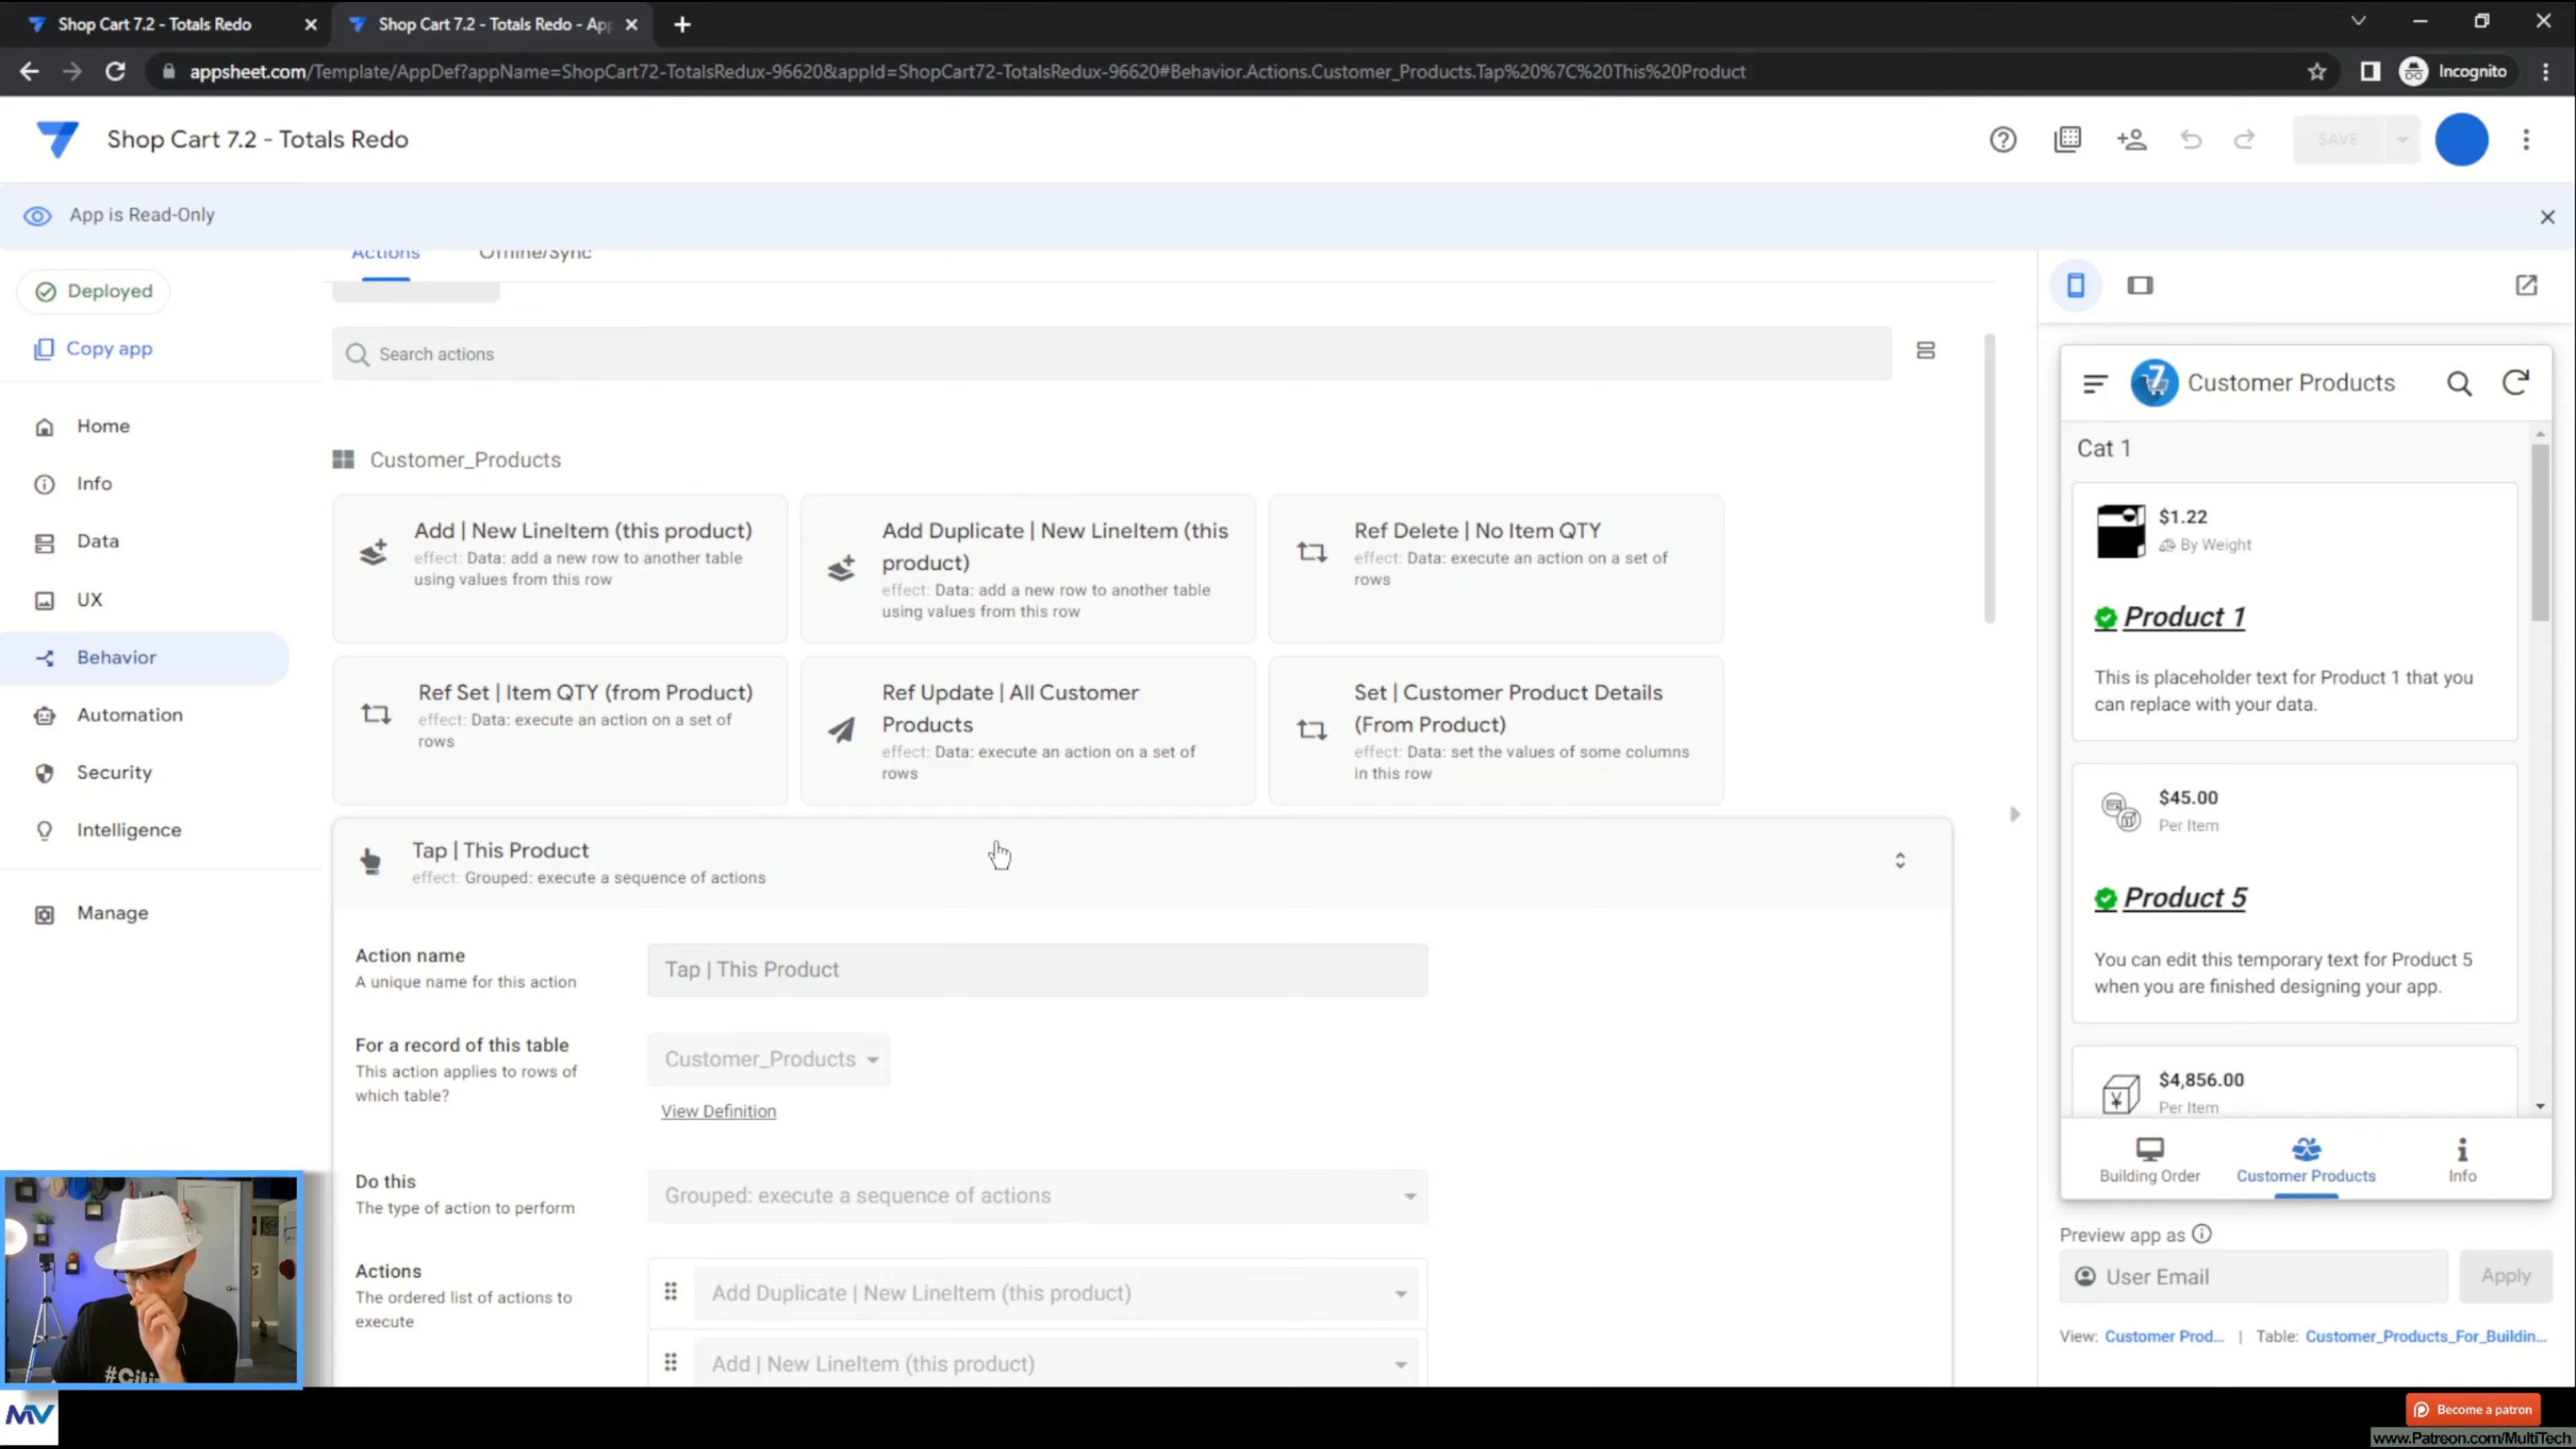 Shop Cart 7.2 - Totals Redo
Shop Cart 7.2 - Totals Redo - App
appsheet.com/Template/AppDef?appName=ShopCart72-TotalsRedux-96620&appId=ShopCart72-TotalsRedux-96620#Behavior.Actions.Customer_Products.Tap%20%7C%20This%20Product
Incognito
Shop Cart 7.2 - Totals Redo
SAVE
App is Read-Only
Actions
Offline/Sync
Deployed
Copy app
Home
Info
Data
UX
Behavior
Automation
Security
Intelligence
Manage
Search actions
Customer_Products
Add | New LineItem (this product)
effect: Data: add a new row to another table
using values from this row
Add Duplicate | New LineItem (this
product)
effect: Data: add a new row to another table
using values from this row
Ref Delete | No Item QTY
effect: Data: execute an action on a set of
rows
Ref Set | Item QTY (from Product)
effect: Data: execute an action on a set of
rows
Ref Update | All Customer
Products
effect: Data: execute an action on a set of
rows
Set | Customer Product Details
(From Product)
effect: Data: set the values of some columns
in this row
Tap | This Product
effect: Grouped: execute a sequence of actions
Action name
A unique name for this action
Tap | This Product
For a record of this table
This action applies to rows of
which table?
Customer_Products
View Definition
Do this
The type of action to perform
Grouped: execute a sequence of actions
Actions
The ordered list of actions to
execute
Add Duplicate | New LineItem (this product)
Add | New LineItem (this product)
7
Customer Products
Cat 1
$1.22
By Weight
Product 1
This is placeholder text for Product 1 that you
can replace with your data.
$45.00
Per Item
Product 5
You can edit this temporary text for Product 5
when you are finished designing your app.
$4,856.00
Per Item
Building Order
Customer Products
Info
Preview app as
User Email
Apply
View: Customer Prod... | Table: Customer_Products_For_Buildin...
MV
Become a patron
www.Patreon.com/MultiTech